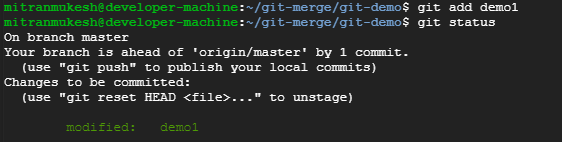 mitranmukesh@developer-machine:~/git-merge/git-demo$ git add demo1
mitranmukesh@developer-machine:~/git-merge/git-demo$ git status
On branch master
Your branch is ahead of 'origin/master' by 1 commit.
  (use "git push" to publish your local commits)
Changes to be committed:
  (use "git reset HEAD <file>..." to unstage)
        modified:   demo1